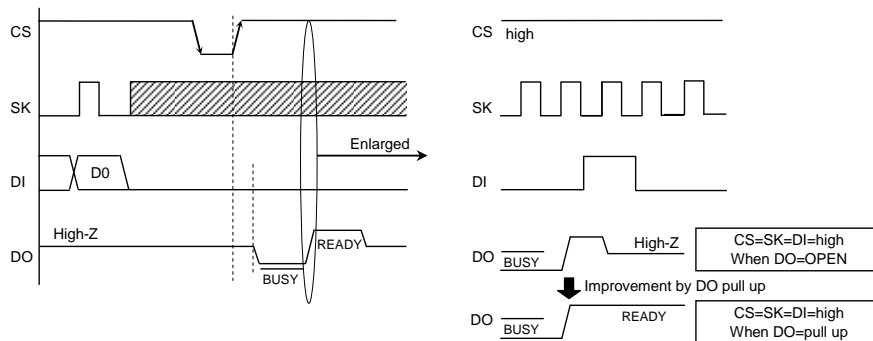 CS
SK
DI
D0
Enlarged
DO
High-Z
BUSY
READY
CS
high
SK
DI
DO
BUSY
High-Z
CS=SK=DI=high
When DO=OPEN
Improvement by DO pull up
DO
BUSY
READY
CS=SK=DI=high
When DO=pull up